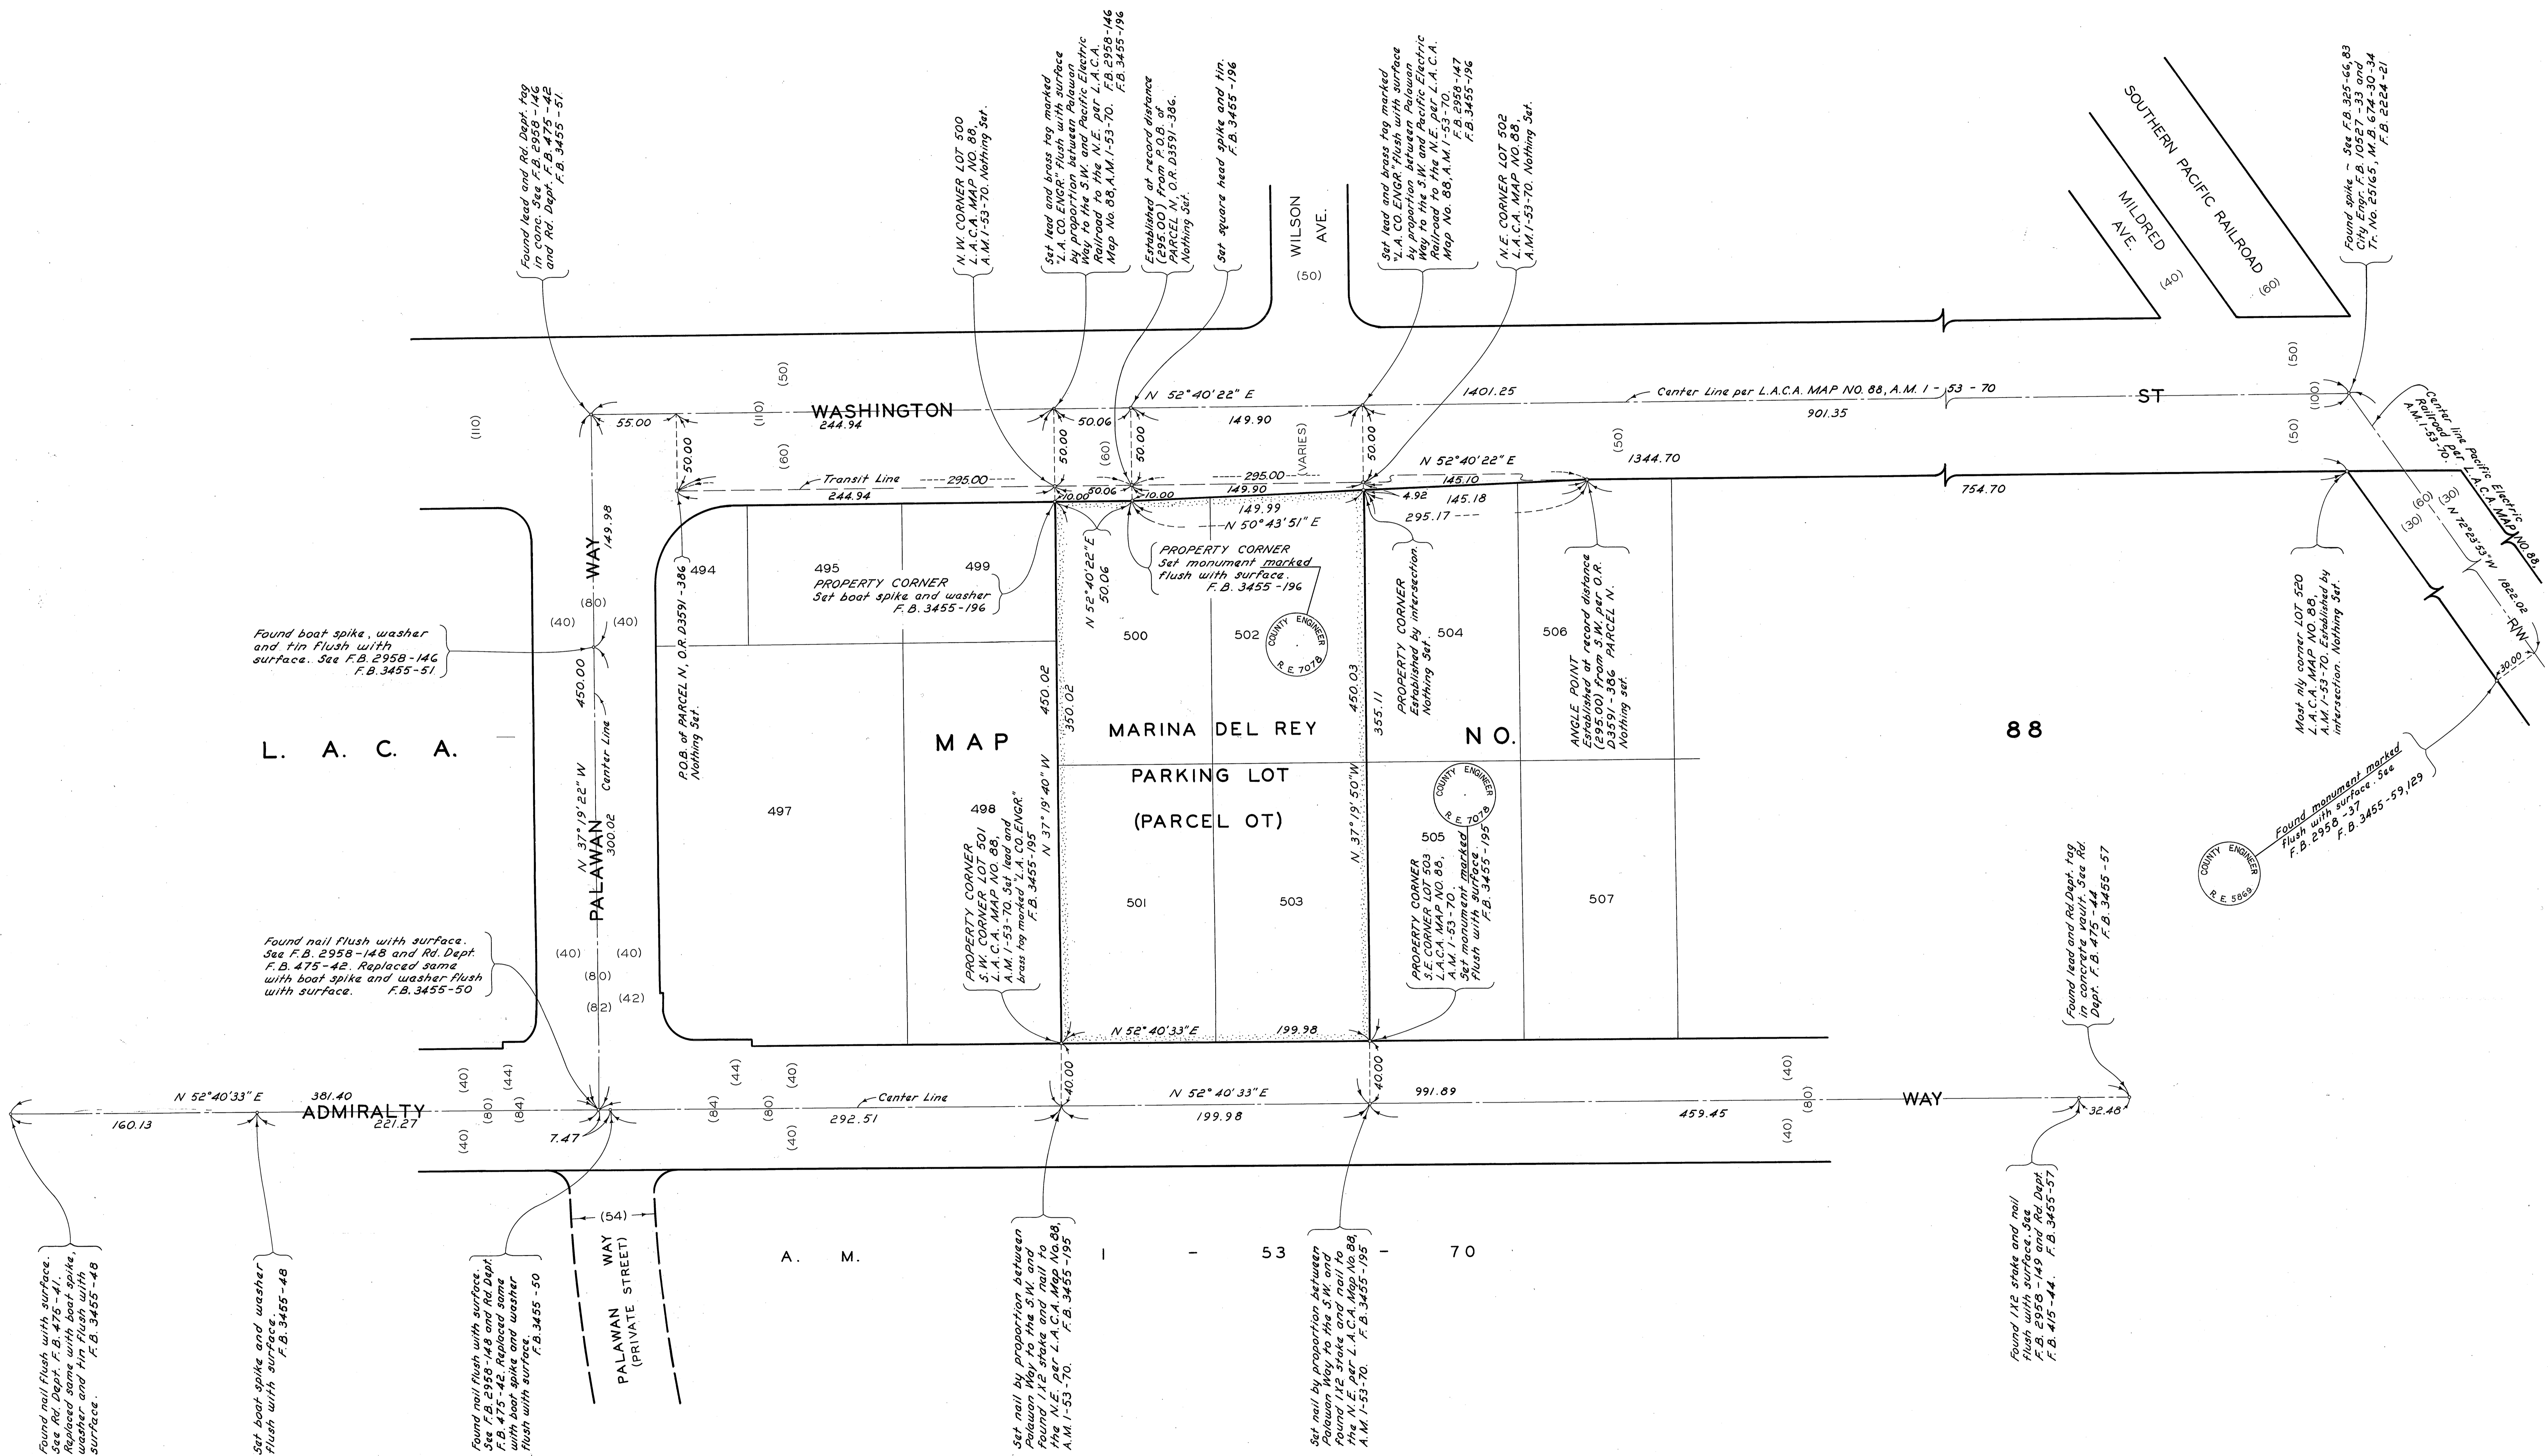 Found lead and Rd. Dept. tag
in conc. See F.B. 2958-146
and Rd. Dept. F.B. 475-42
F.B. 3455-51
N.W. CORNER LOT 500
L.A.C.A. MAP NO. 88,
A.M. 1-53-70. Nothing Set.
Set lead and brass tag marked
"L.A. CO. ENGR." flush with surface
by proportion between Palawan
Way to the S.W. and Pacific Electric
Railroad to the N.E. per L.A.C.A.
Map No. 88, A.M. 1-53-70. F.B. 2958-146
F.B. 3455-196
Established at record distance
(295.00) from P.O.B. of
PARCEL N, O.R. D3591-386.
Nothing Set.
Set square head spike and tin.
F.B. 3455-196
WILSON
AVE.
(50)
Set lead and brass tag marked
"L.A. CO. ENGR." flush with surface
by proportion between Palawan
Way to the S.W. and Pacific Electric
Railroad to the N.E. per L.A.C.A.
Map No. 88, A.M. 1-53-70.
F.B. 2958-147
F.B. 3455-196
N.E. CORNER LOT 502
L.A.C.A. MAP NO. 88,
A.M. 1-53-70. Nothing Set.
SOUTHERN PACIFIC RAILROAD
(60)
MILDRED
AVE.
(40)
Found spike ~ See F.B. 325-66,83
City Engr. F.B. 10527-33 and
Tr. No. 25165, M.B. 674-30-34
F.B. 2224-21
(110)
(50)
(110)
(60)
WASHINGTON
ST
55.00
244.94
50.06
N 52°40'22" E
149.90
1401.25
Center Line per L.A.C.A. MAP NO. 88, A.M. 1-53-70
901.35
(50)
(100)
(50)
50.00
50.00
50.00
50.00
(60)
(VARIES)
(50)
Transit Line
295.00
244.94
50.06
295.00
149.90
N 52°40'22" E
145.10
1344.70
754.70
10.00
10.00
149.99
N 50°43'51" E
4.92
145.18
295.17
Center line Pacific Electric
Railroad per L.A.C.A. MAP NO. 88,
A.M. 1-53-70.
(30)
(60)
(30)
N 72°23'53" W
1822.02
R/W
30.00
149.98
PALAWAN WAY
(80)
(40)
(40)
P.O.B. of PARCEL N, O.R. D3591-386
Nothing Set.
494
495
499
PROPERTY CORNER
Set boat spike and washer
F.B. 3455-196
N 52°40'22" E
50.06
PROPERTY CORNER
Set monument marked
flush with surface.
F.B. 3455-196
COUNTY ENGINEER
R.E. 7078
500
502
504
506
PROPERTY CORNER
Established by intersection.
Nothing Set.
ANGLE POINT
Established at record distance
(295.00) from S.W. per O.R.
D3591-386 PARCEL N.
Nothing set.
Most nly corner LOT 520
L.A.C.A. MAP NO. 88,
A.M. 1-53-70. Established by
intersection. Nothing Set.
Found boat spike, washer
and tin flush with
surface. See F.B. 2958-146
F.B. 3455-51
450.00
N 37°19'22" W
300.02
Center Line
450.02
350.02
N 37°19'40" W
450.03
355.11
N 37°19'50" W
L. A. C. A.
MAP
NO.
88
MARINA DEL REY
PARKING LOT
(PARCEL OT)
497
498
501
503
505
507
PROPERTY CORNER
S.W. CORNER LOT 501
L.A.C.A. MAP NO. 88,
A.M. 1-53-70. Set lead and
brass tag marked "L.A. CO. ENGR."
F.B. 3455-195
COUNTY ENGINEER
R.E. 7078
PROPERTY CORNER
S.E. CORNER LOT 503
L.A.C.A. MAP NO. 88,
A.M. 1-53-70.
Set monument marked
flush with surface.
F.B. 3455-195
Found monument marked
flush with surface. See
F.B. 2958-37
F.B. 3455-59,129
COUNTY ENGINEER
R.E. 5869
Found lead and Rd. Dept. tag
in concrete vault. See Rd.
Dept. F.B. 475-44
F.B. 3455-57
Found nail flush with surface.
See F.B. 2958-148 and Rd. Dept.
F.B. 475-42. Replaced same
with boat spike and washer flush
with surface. F.B. 3455-50
(40)
(40)
(80)
(82)
(42)
N 52°40'33" E
199.98
40.00
40.00
N 52°40'33" E
381.40
ADMIRALTY
WAY
160.13
221.27
7.47
(40)
(80)
(44)
(84)
(40)
(44)
(84)
(80)
(40)
(40)
Center Line
292.51
N 52°40'33" E
199.98
991.89
459.45
(40)
(80)
(40)
32.48
(54)
PALAWAN WAY
(PRIVATE STREET)
A. M. 1 - 53 - 70
Found nail flush with surface.
See Rd. Dept. F.B. 475-41.
Replaced same with boat spike,
washer and tin flush with
surface. F.B. 3455-48
Set boat spike and washer
flush with surface.
F.B. 3455-48
Found nail flush with surface.
See F.B. 2958-148 and Rd. Dept.
F.B. 475-42. Replaced same
with boat spike and washer
flush with surface.
F.B. 3455-50
Set nail by proportion between
Palawan Way to the S.W. and
found 1X2 stake and nail to
the N.E. per L.A.C.A. Map No. 88,
A.M. 1-53-70. F.B. 3455-195
Set nail by proportion between
Palawan Way to the S.W. and
found 1X2 stake and nail to
the N.E. per L.A.C.A. Map No. 88,
A.M. 1-53-70. F.B. 3455-195
Found 1X2 stake and nail
flush with surface. See
F.B. 2958-149 and Rd. Dept.
F.B. 415-44. F.B. 3455-57